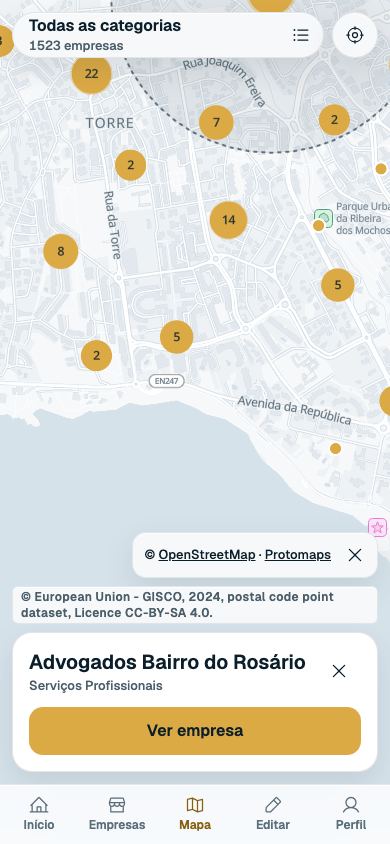 Todas as categorias
1523 empresas
22
Rua Joaquim Ereira
7
2
TORRE
2
Rua da Torre
14
Parque Urba
da Ribeira
dos Mochos
8
5
5
2
EN247
Avenida da República
© OpenStreetMap · Protomaps
© European Union - GISCO, 2024, postal code point
dataset, Licence CC-BY-SA 4.0.
Advogados Bairro do Rosário
Serviços Profissionais
Ver empresa
Início
Empresas
Mapa
Editar
Perfil